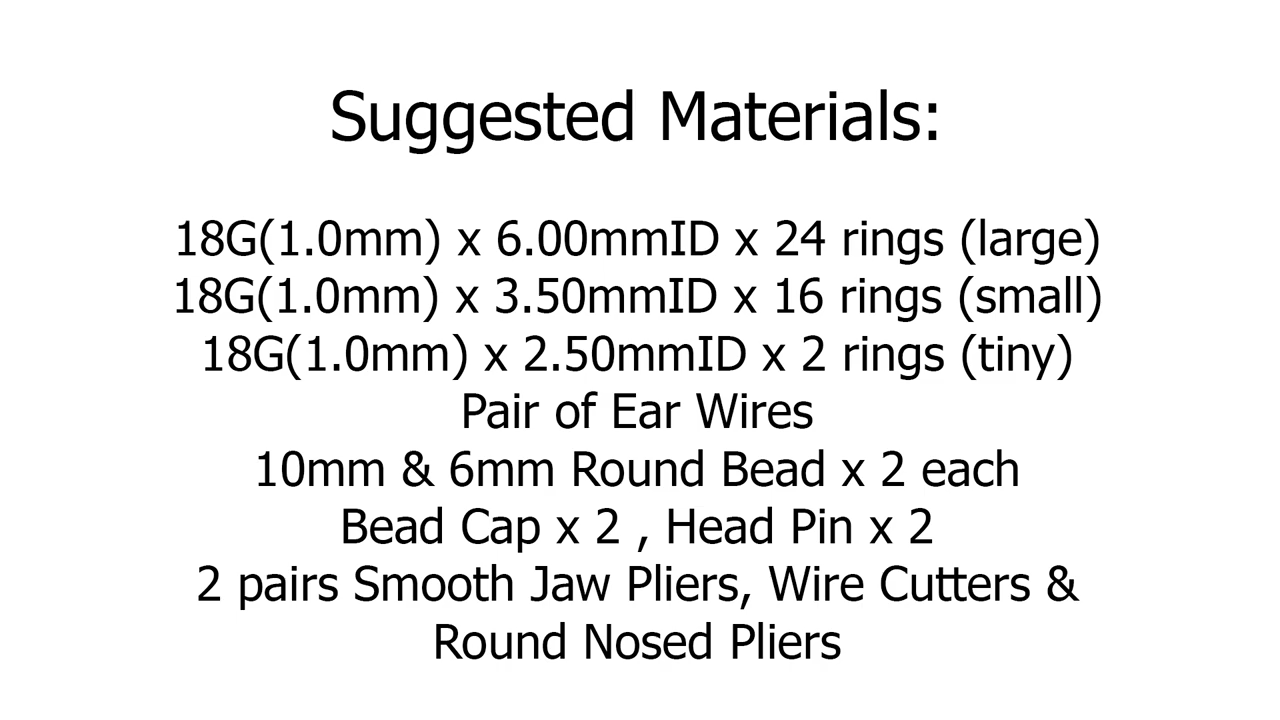 Suggested Materials:
18G(1.0mm) x 6.00mmID x 24 rings (large)
18G(1.0mm) x 3.50mmID x 16 rings (small)
18G(1.0mm) x 2.50mmID x 2 rings (tiny)
Pair of Ear Wires
10mm & 6mm Round Bead x 2 each
Bead Cap x 2 , Head Pin x 2
2 pairs Smooth Jaw Pliers, Wire Cutters &
Round Nosed Pliers